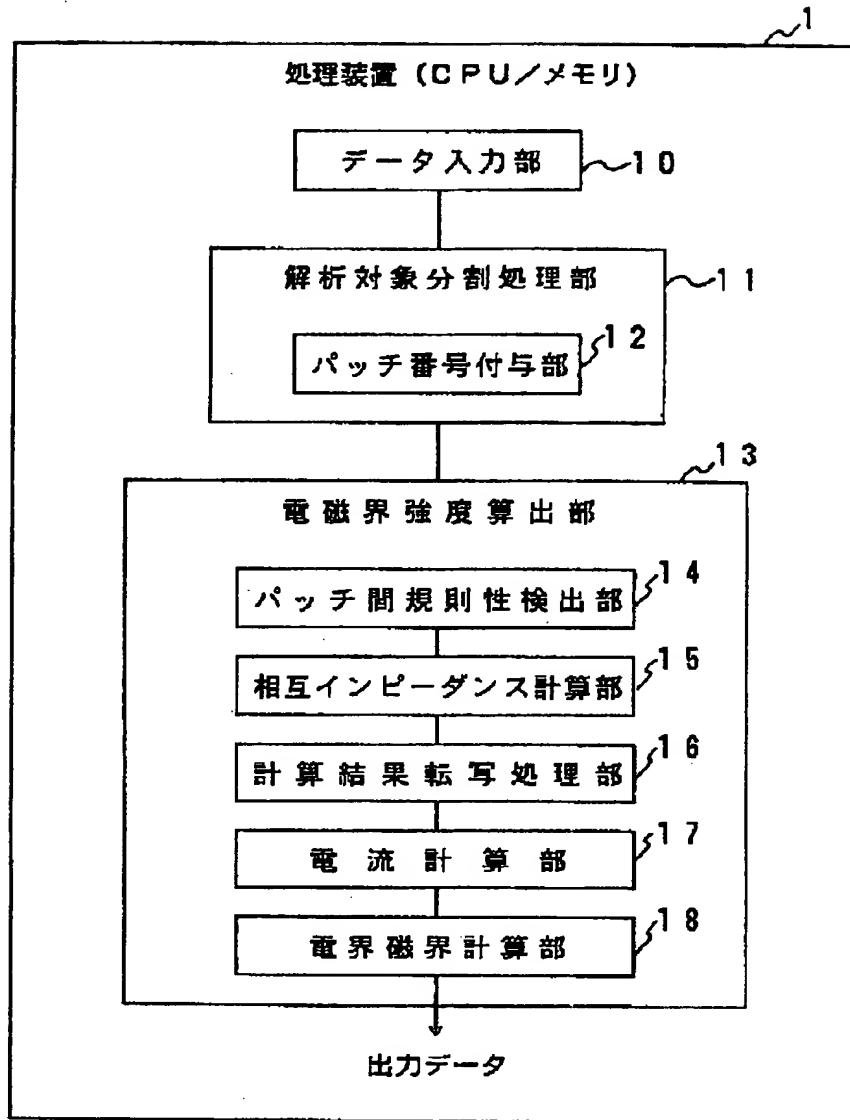 1
処理装置(CPU/メモリ)
データ入力部 10
解析対象分割処理部 11
パッチ番号付与部 12
13
電磁界強度算出部
パッチ間規則性検出部 14
相互インピーダンス計算部 15
計算結果転写処理部 16
電流計算部 17
電界磁界計算部 18
出力データ